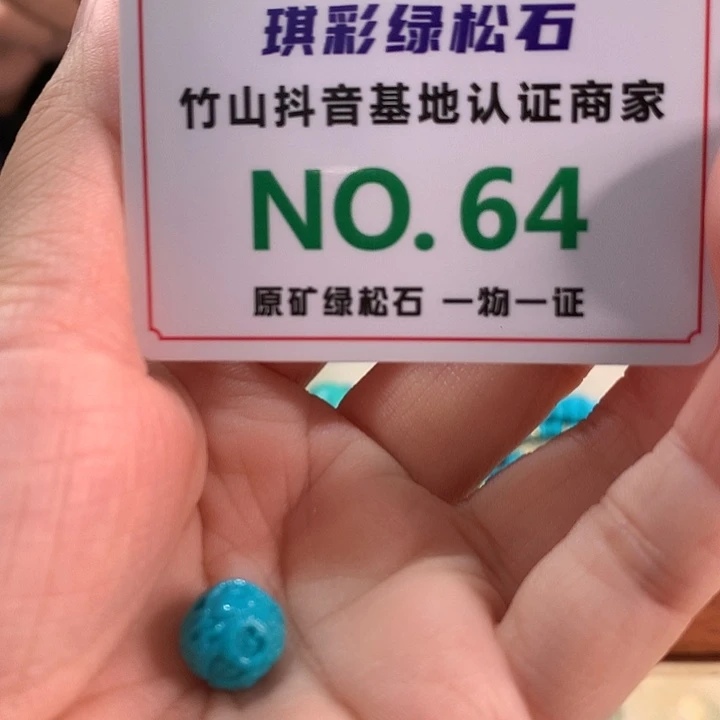 琪彩绿松石
竹山抖音基地认证商家
NO. 64
原矿绿松石 一物一证